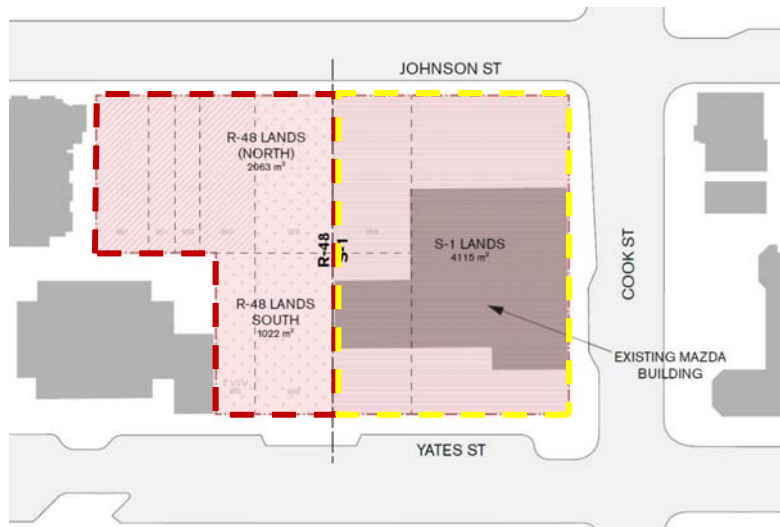 JOHNSON ST
R-48 LANDS
(NORTH)
2063 m²
R-48
S-1
S-1 LANDS
4115 m²
COOK ST
R-48 LANDS
SOUTH
1022 m²
EXISTING MAZDA
BUILDING
YATES ST